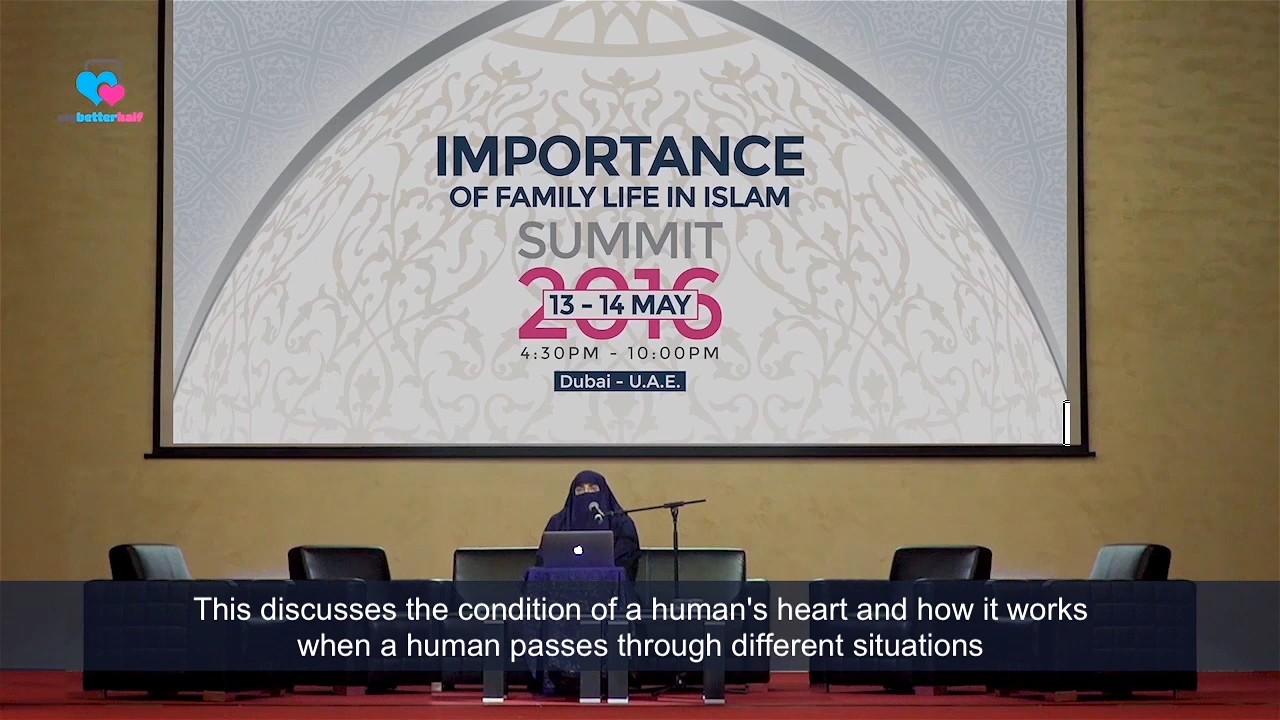 betterhalf
IMPORTANCE
OF FAMILY LIFE IN ISLAM
SUMMIT
2016
13 - 14 MAY
4:30PM - 10:00PM
Dubai - U.A.E.
This discusses the condition of a human's heart and how it works
when a human passes through different situations